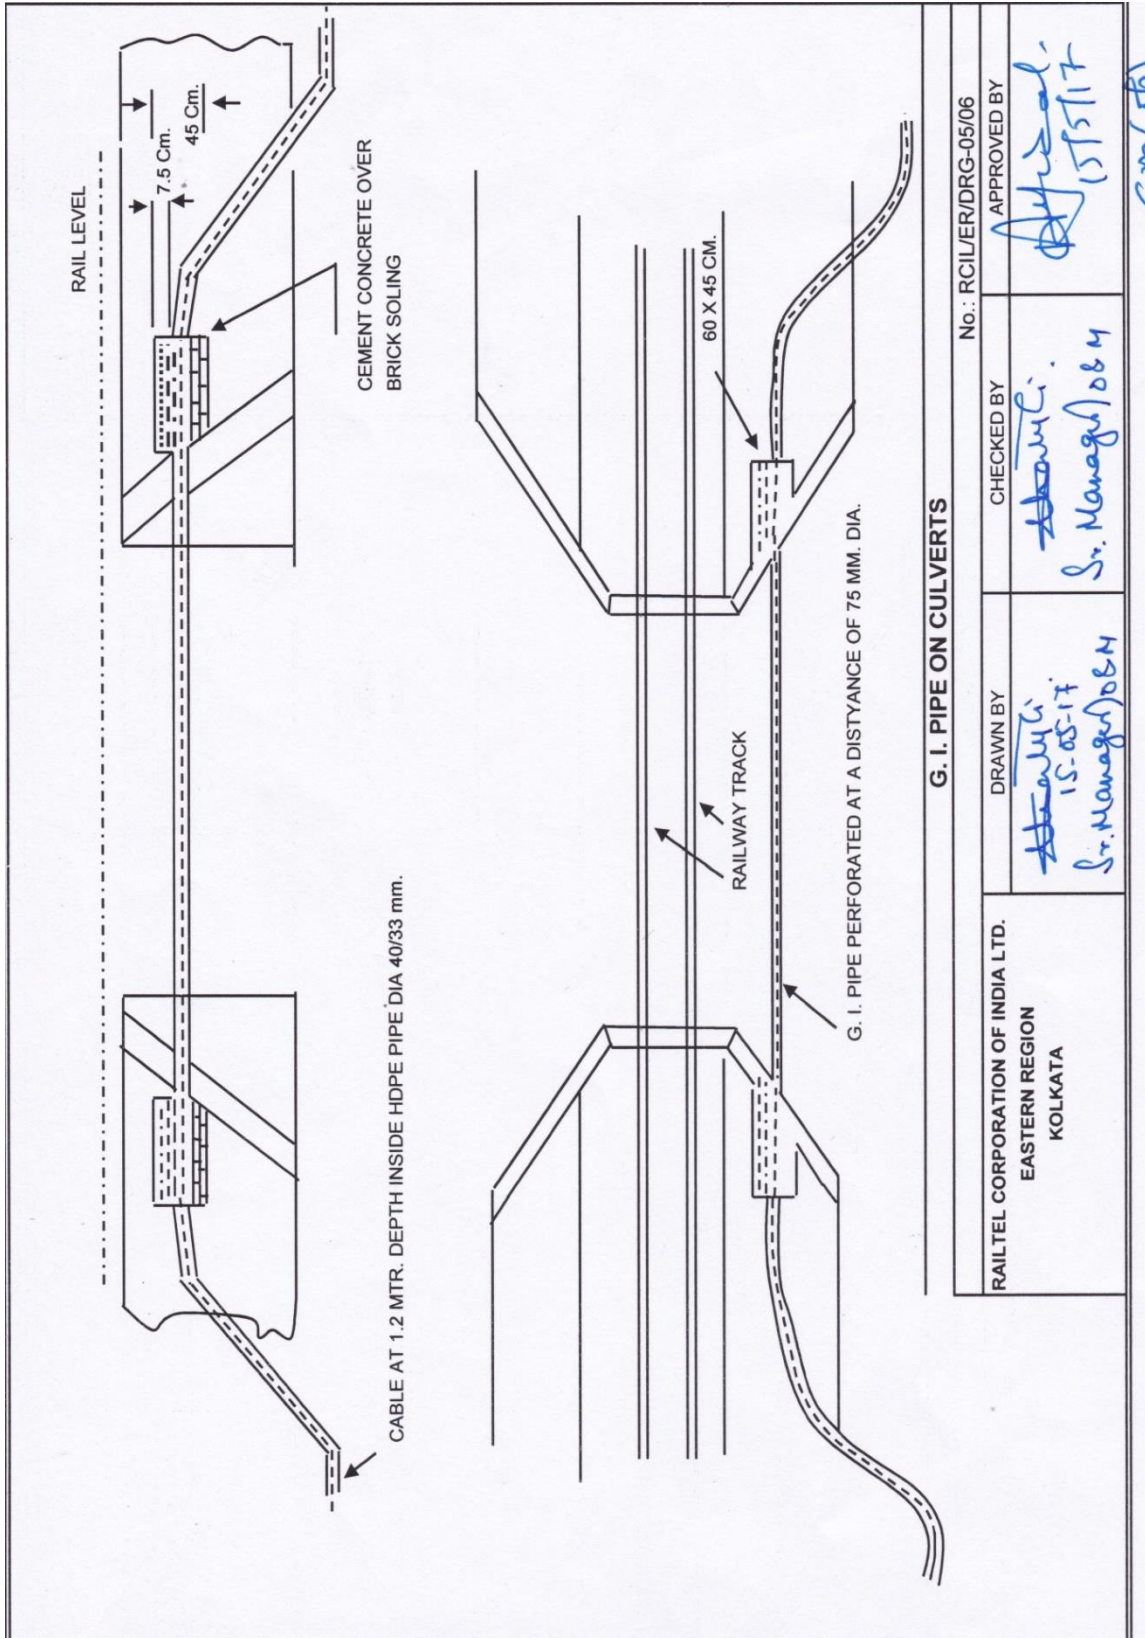 RAIL LEVEL
7.5 Cm.
45 Cm.
CEMENT CONCRETE OVER
BRICK SOLING
CABLE AT 1.2 MTR. DEPTH INSIDE HDPE PIPE DIA 40/33 mm.
60 X 45 CM.
RAILWAY TRACK
G. I. PIPE PERFORATED AT A DISTYANCE OF 75 MM. DIA.
G. I. PIPE ON CULVERTS
No.: RCIL/ER/DRG-05/06
RAILTEL CORPORATION OF INDIA LTD.
EASTERN REGION
KOLKATA
DRAWN BY
15-05-17
Sr. Manager/O&M
CHECKED BY
Sr. Manager/O&M
APPROVED BY
15/5/17